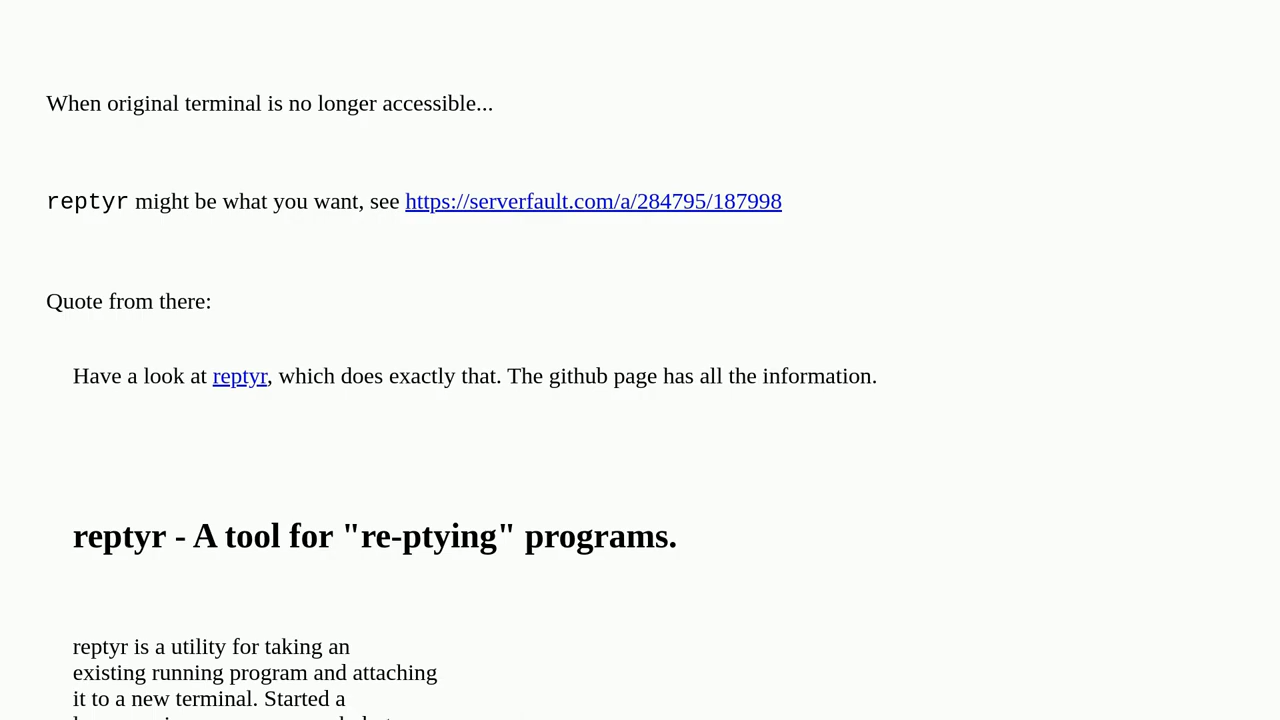 When original terminal is no longer accessible...
reptyr might be what you want, see https://serverfault.com/a/284795/187998
Quote from there:
Have a look at reptyr, which does exactly that. The github page has all the information.
reptyr - A tool for "re-ptying" programs.
reptyr is a utility for taking an
existing running program and attaching
it to a new terminal. Started a